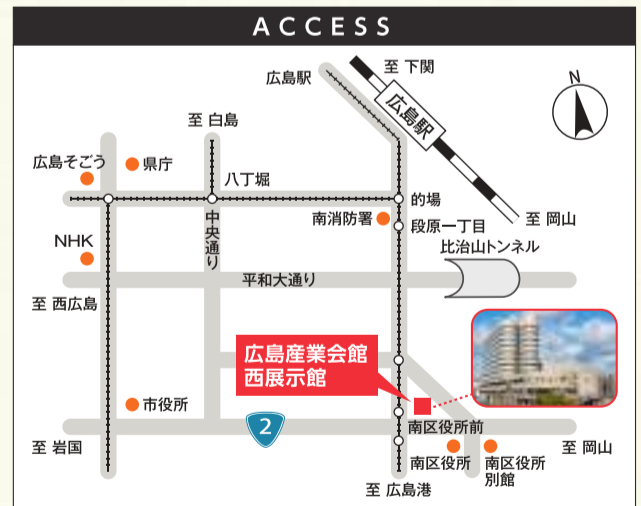 ACCESS
至 下関
広島駅
N
広島駅
至 白島
広島そごう
県庁
八丁堀
的場
南消防署
段原一丁目
至 岡山
比治山トンネル
中央通り
NHK
平和大通り
至 西広島
広島産業会館
西展示館
市役所
2
南区役所前
至 岩国
南区役所
南区役所
別館
至 岡山
至 広島港